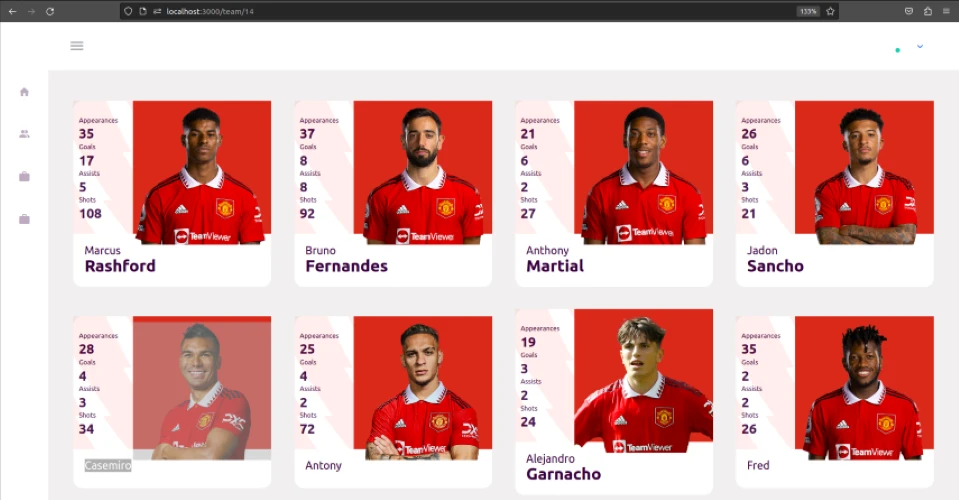 localhost:3000/team/14
133%
Appearances
35
Goals
17
Assists
5
Shots
108
TeamViewer
Marcus
Rashford
Appearances
37
Goals
8
Assists
8
Shots
92
TeamViewer
Bruno
Fernandes
Appearances
21
Goals
6
Assists
2
Shots
27
TeamViewer
Anthony
Martial
Appearances
26
Goals
6
Assists
3
Shots
21
Jadon
Sancho
Appearances
28
Goals
4
Assists
3
Shots
34
Casemiro
Appearances
25
Goals
4
Assists
2
Shots
72
TeamViewer
Antony
Appearances
19
Goals
3
Assists
2
Shots
24
TeamViewer
Alejandro
Garnacho
Appearances
35
Goals
2
Assists
2
Shots
26
TeamViewer
Fred